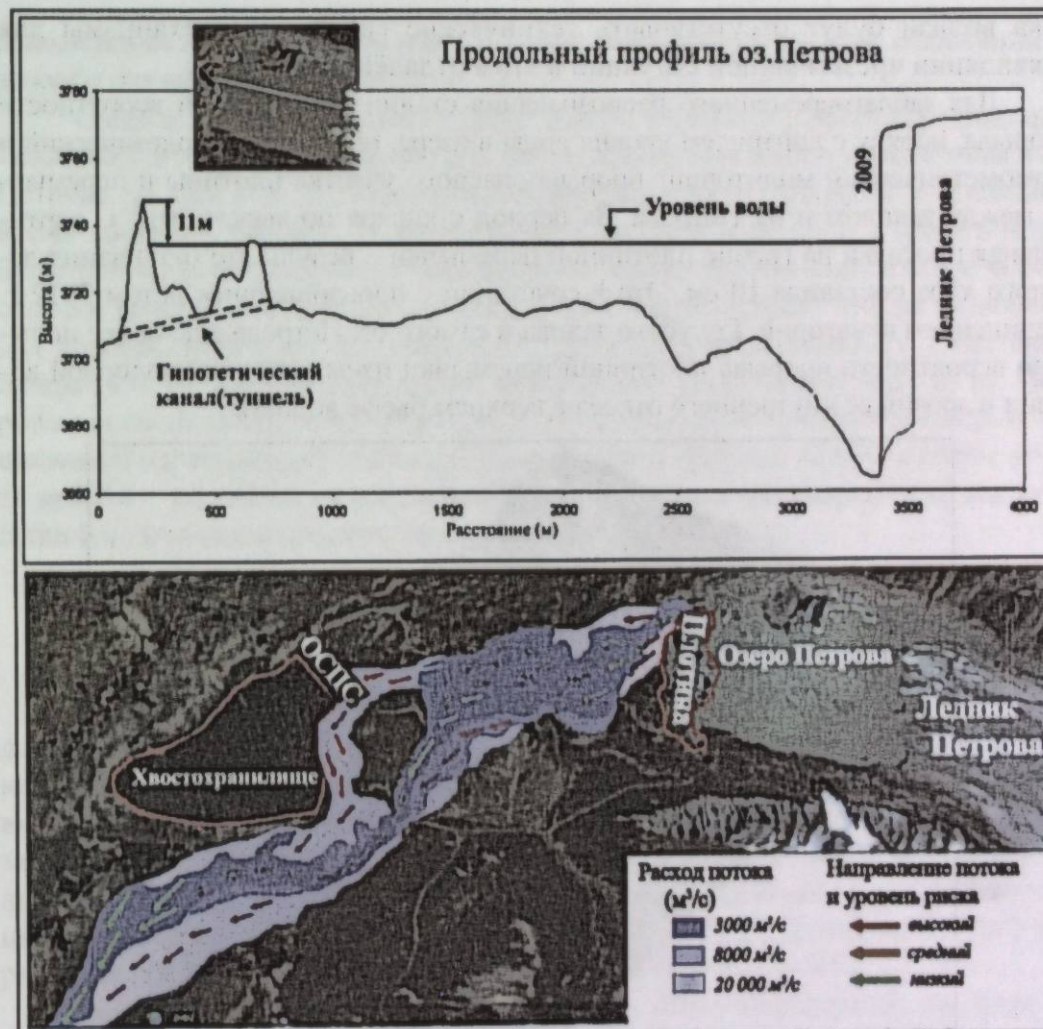 Продольный профиль оз.Петрова
3780
3760
3740
3720
3700
3680
3660
Высота (м)
11м
Уровень воды
2009
Ледник Петрова
Гипотетический
канал(туннель)
0
500
1000
1500
2000
2500
3000
3500
4000
Расстояние (м)
ОСПС
Плотина
Озеро Петрова
Ледник
Петрова
Хвостохранилище
Расход потока
(м³/с)
3000 м³/с
8000 м³/с
20 000 м³/с
Направление потока
и уровень риска
высокий
средний
низкий